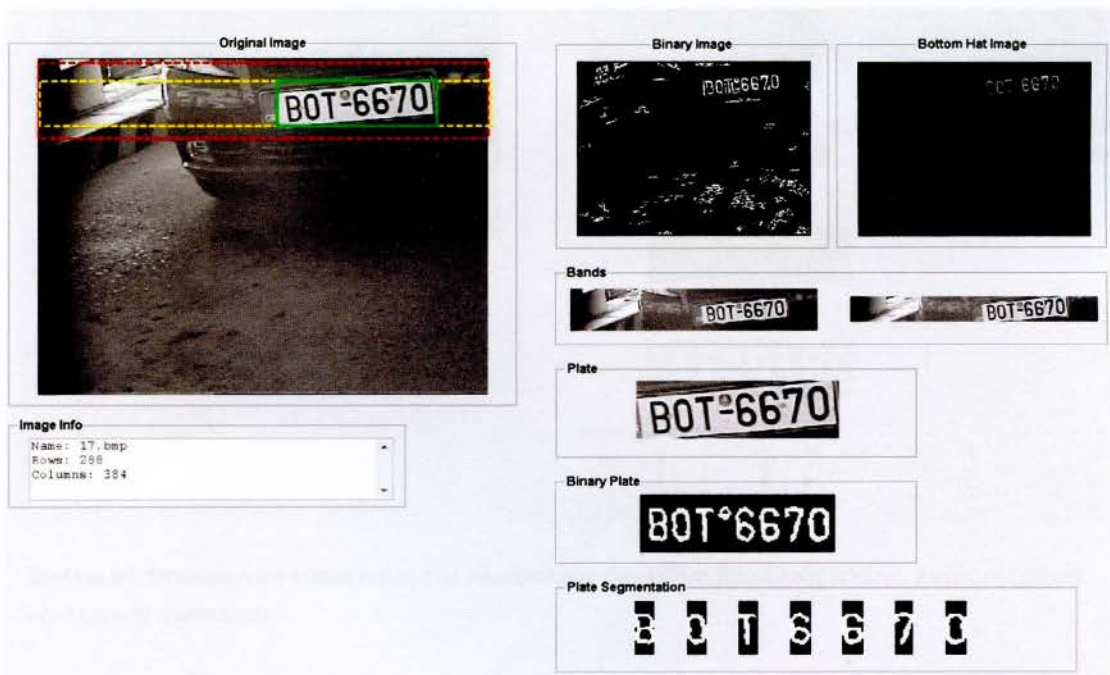 Original Image
BOT-6670
Image Info
Name: 17.bmp
Rows: 288
Columns: 384
Binary Image
BOT-6670
Bottom Hat Image
BOT-6670
Bands
BOT-6670
BOT-6670
Plate
BOT-6670
Binary Plate
BOT°6670
Plate Segmentation
B O T 6 6 7 0